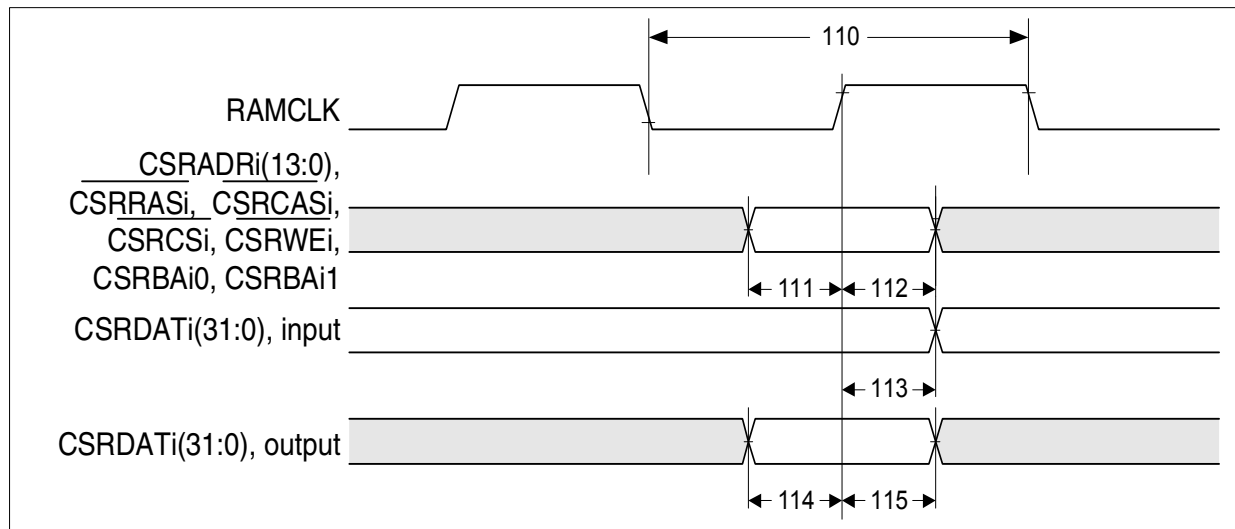 110
RAMCLK
CSRADRi(13:0),
CSRRASi, CSRCASi,
CSRCSi, CSRWEi,
CSRBAi0, CSRBAi1
111
112
CSRDATi(31:0), input
113
CSRDATi(31:0), output
114
115